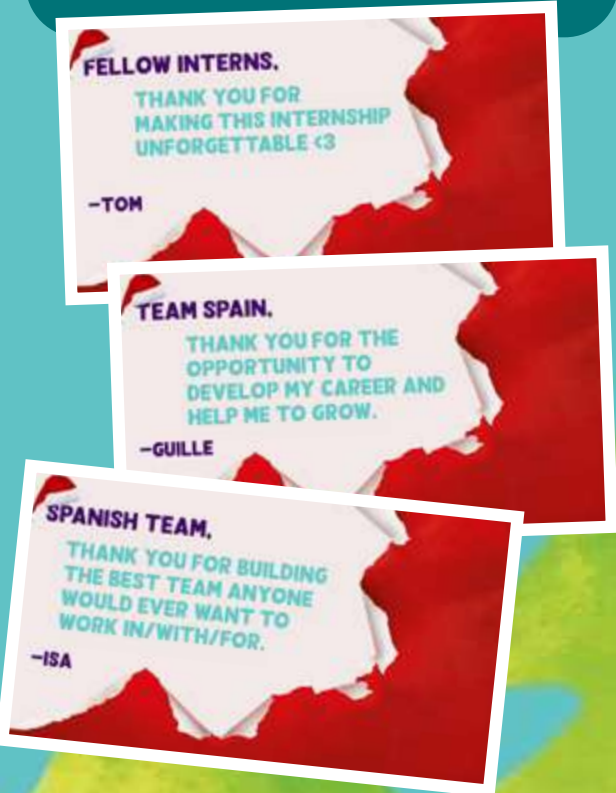 FELLOW INTERNS,
THANK YOU FOR
MAKING THIS INTERNSHIP
UNFORGETTABLE <3
–TOM
TEAM SPAIN,
THANK YOU FOR THE
OPPORTUNITY TO
DEVELOP MY CAREER AND
HELP ME TO GROW.
–GUILLE
SPANISH TEAM,
THANK YOU FOR BUILDING
THE BEST TEAM ANYONE
WOULD EVER WANT TO
WORK IN/WITH/FOR.
–ISA